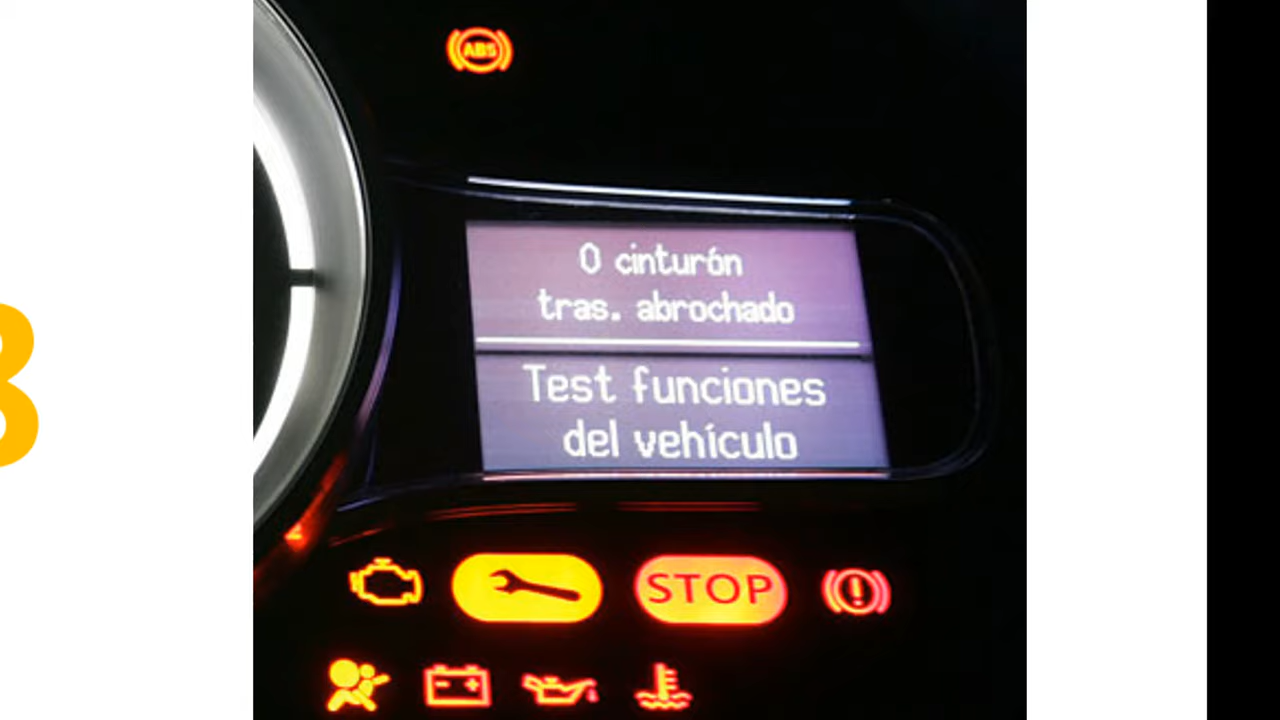 ABS
0 cinturón
tras. abrochado
Test funciones
del vehículo
STOP